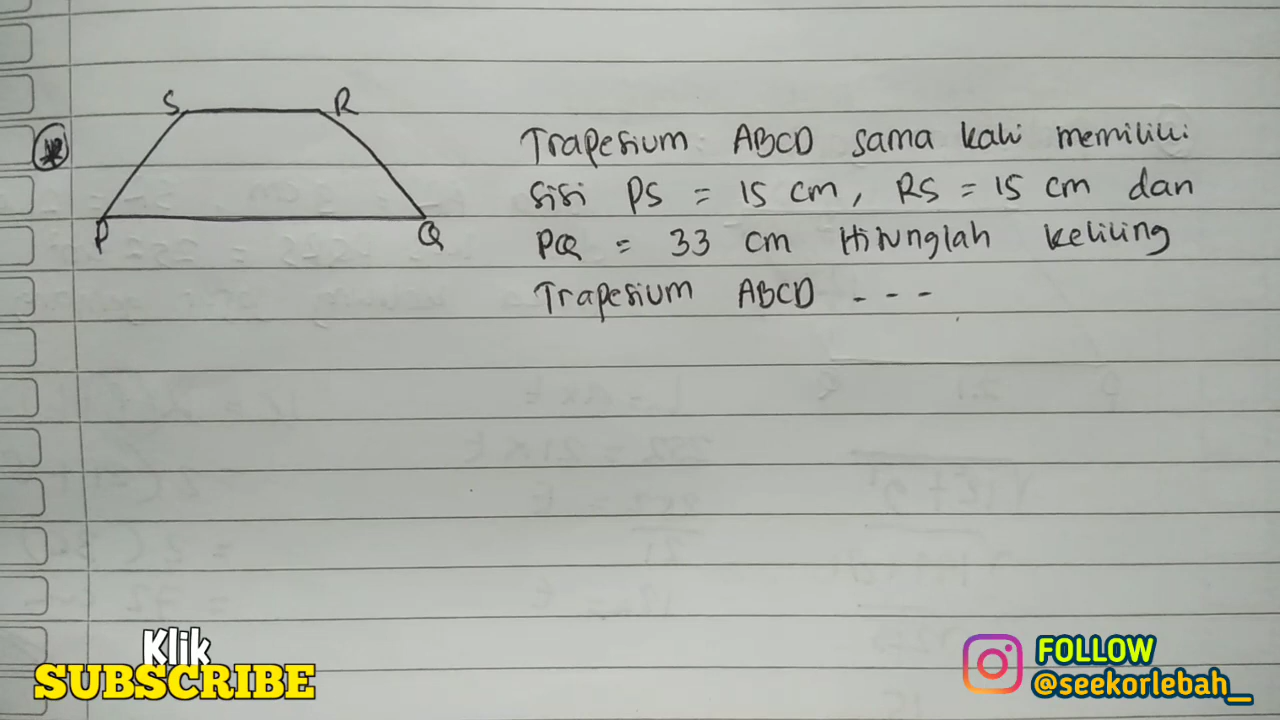 S R
P Q
Trapesium ABCD sama kaki memiliki
sisi PS = 15 cm, RS = 15 cm dan
PQ = 33 cm Hitunglah keliling
Trapesium ABCD - - -
Klik
SUBSCRIBE
FOLLOW
@seekorlebah_